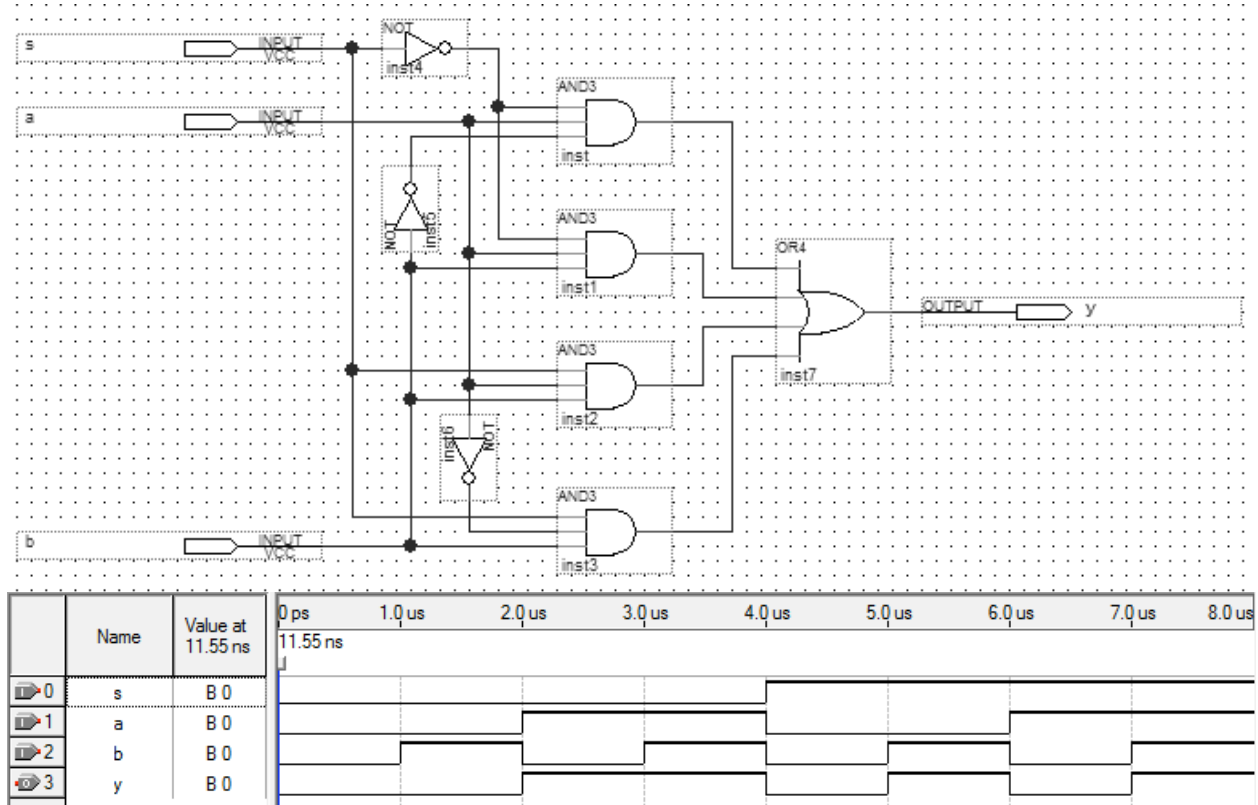 NOT
s INPUT
VCC
inst4
AND3
a INPUT
VCC
inst
NOT
inst5
AND3
inst1
OR4
OUTPUT y
AND3
inst7
inst2
inst6
NOT
AND3
b INPUT
VCC
inst3
Name Value at 11.55 ns
0 ps 1.0 us 2.0 us 3.0 us 4.0 us 5.0 us 6.0 us 7.0 us 8.0 us
11.55 ns
0 s B 0
1 a B 0
2 b B 0
3 y B 0